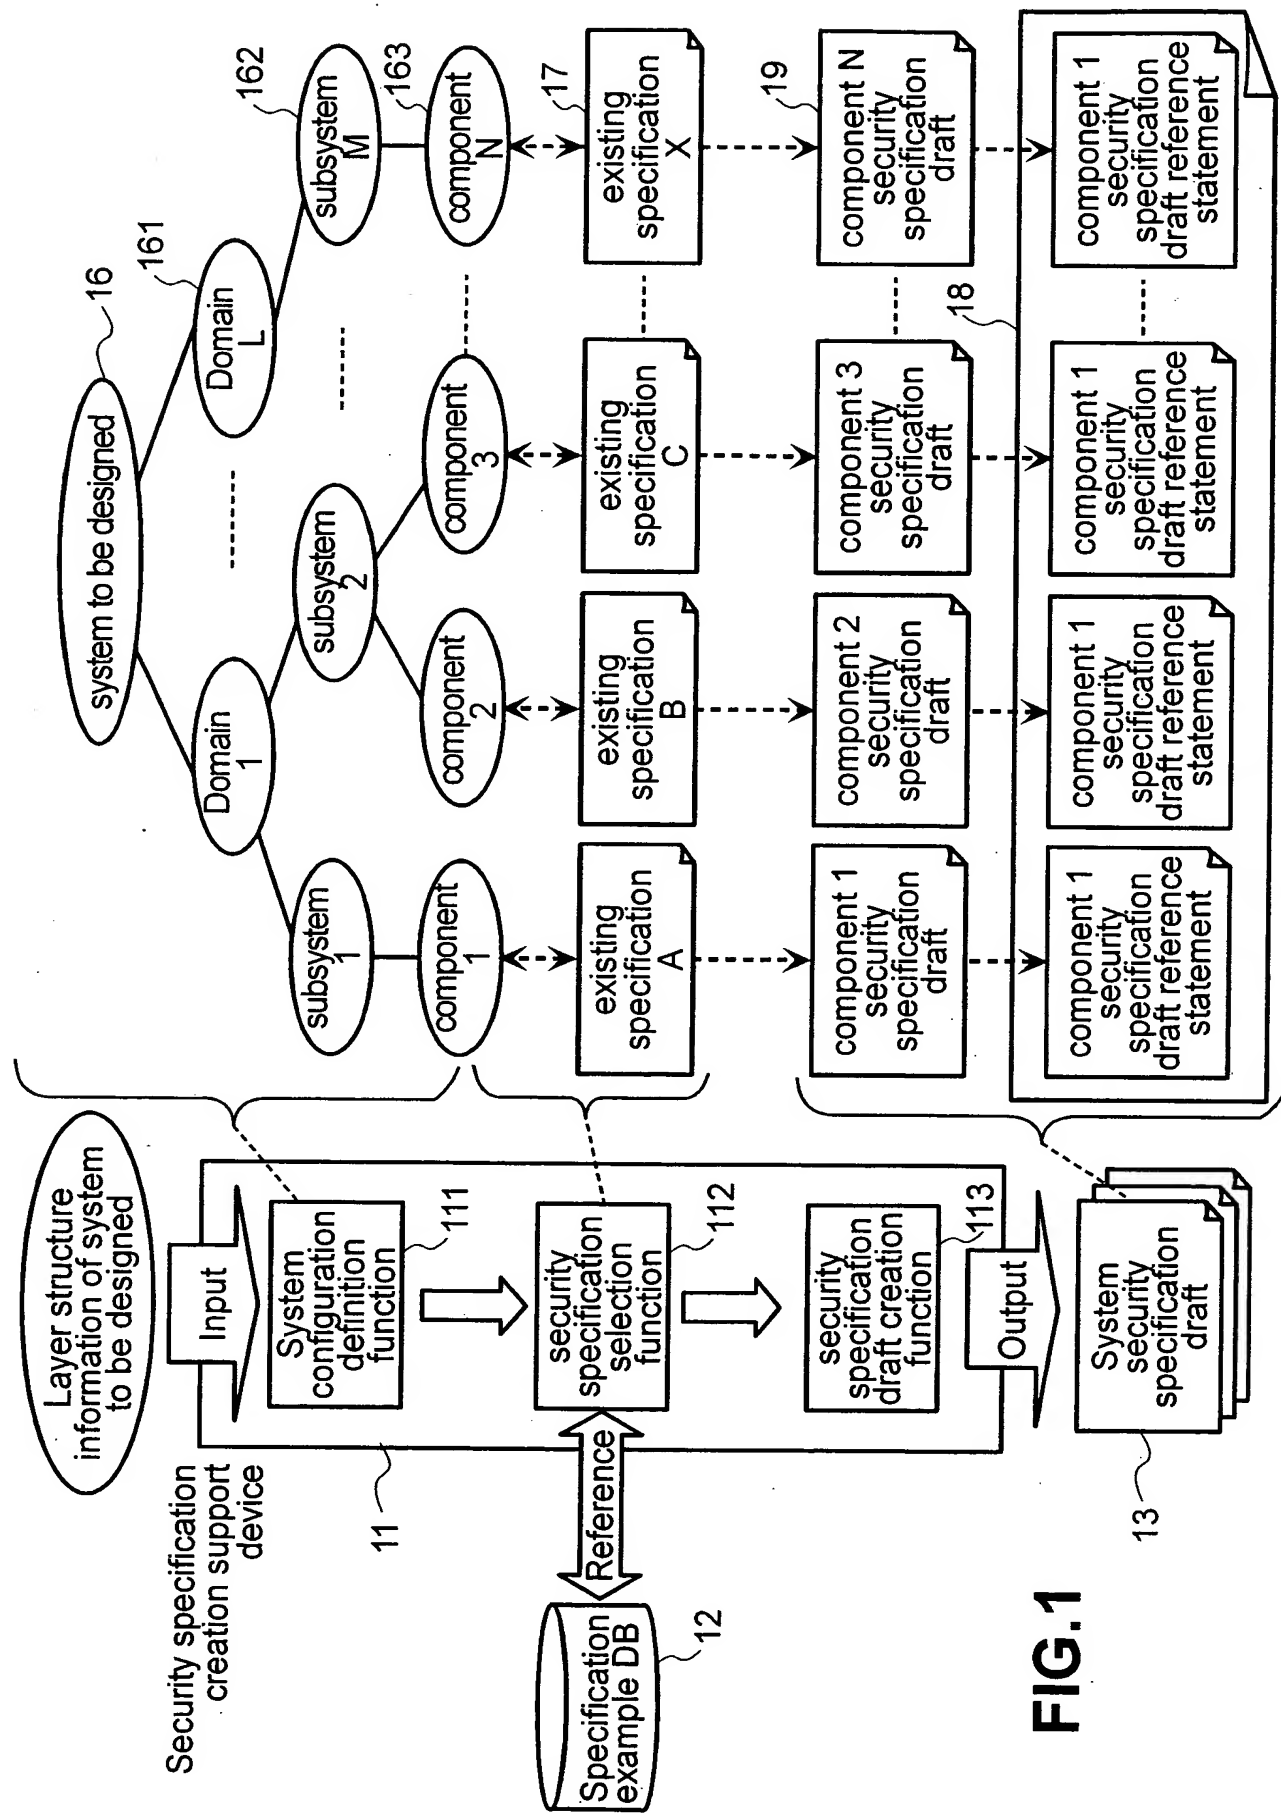 Layer structure
information of system
to be designed
Security specification
creation support
device
11
Input
System
configuration
definition
function
111
security
specification
selection
function
112
security
specification
draft creation
function
113
Output
Reference
Specification
example DB
12
System
security
specification
draft
13
system to be designed
16
Domain
1
Domain
L
161
subsystem
1
subsystem
2
subsystem
M
162
component
1
component
2
component
3
component
N
163
existing
specification
A
existing
specification
B
existing
specification
C
existing
specification
X
17
component 1
security
specification
draft
component 2
security
specification
draft
component 3
security
specification
draft
component N
security
specification
draft
19
18
component 1
security
specification
draft reference
statement
component 1
security
specification
draft reference
statement
component 1
security
specification
draft reference
statement
component 1
security
specification
draft reference
statement
FIG.1